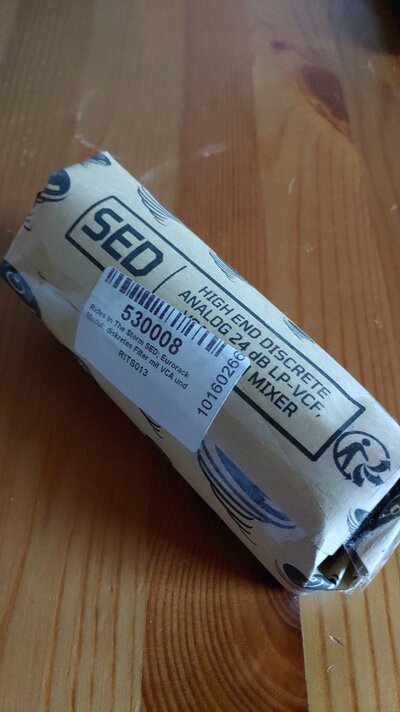 SED
HIGH END DISCRETE
ANALOG 24 dB LP-VCF,
MIXER
530008
Rides In The Storm SED; Eurorack
Modul; diskretes Filter mit VCA und
RITS013
10160266